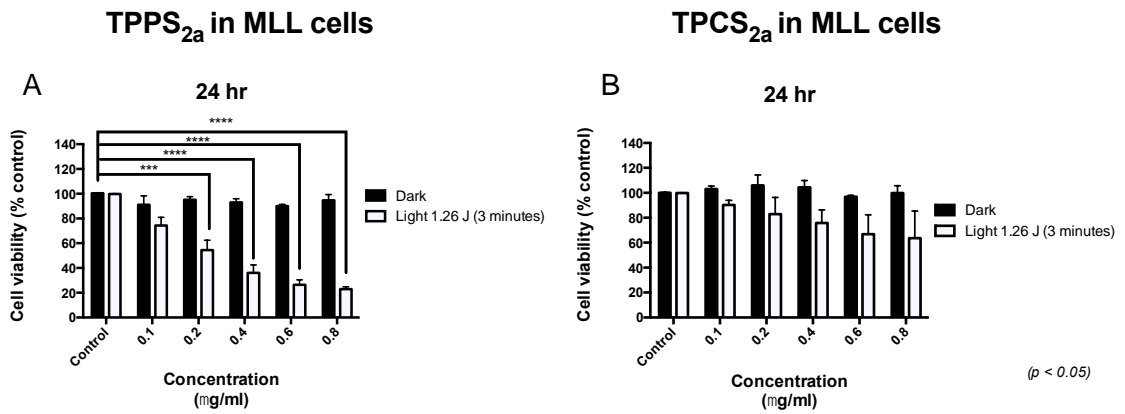 TPPS2a in MLL cells
TPCS2a in MLL cells
A
24 hr
****
****
****
***
Cell viability (% control)
140
120
100
80
60
40
20
0
Control
0.1
0.2
0.4
0.6
0.8
Concentration
(mg/ml)
Dark
Light 1.26 J (3 minutes)
B
24 hr
Cell viability (% control)
140
120
100
80
60
40
20
0
Control
0.1
0.2
0.4
0.6
0.8
Concentration
(mg/ml)
Dark
Light 1.26 J (3 minutes)
(p < 0.05)